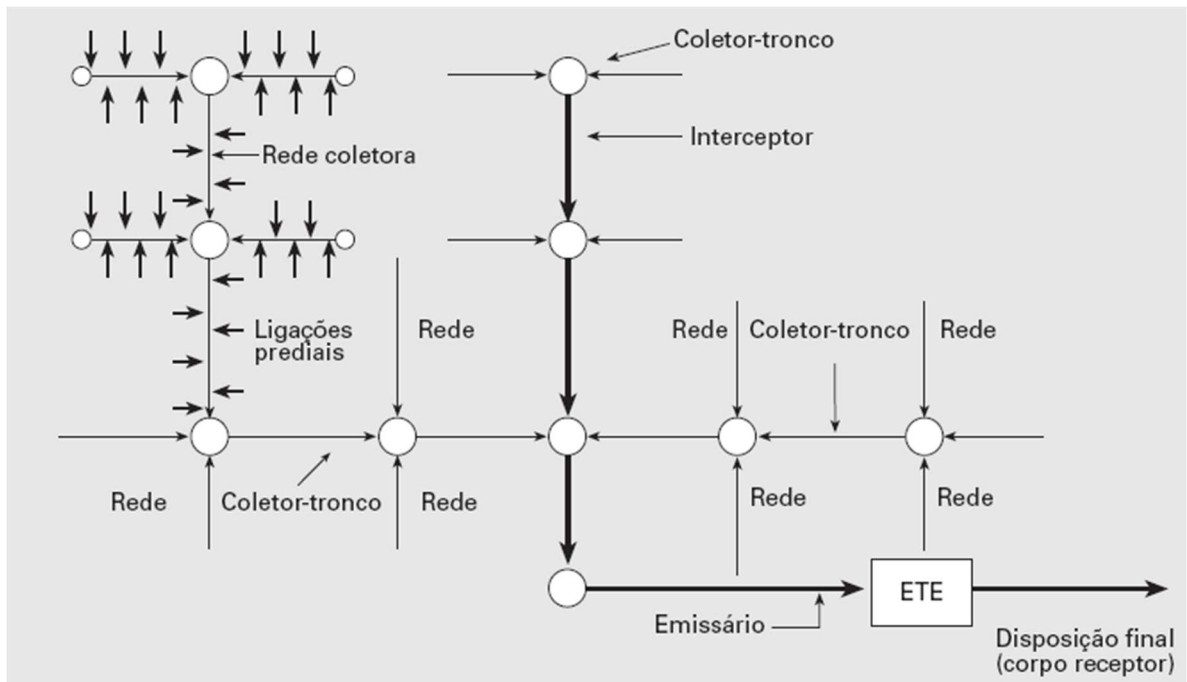 Coletor-tronco
Interceptor
Rede coletora
Ligações
prediais
Rede
Rede
Coletor-tronco
Rede
Rede
Coletor-tronco
Rede
Rede
Rede
ETE
Emissário
Disposição final
(corpo receptor)